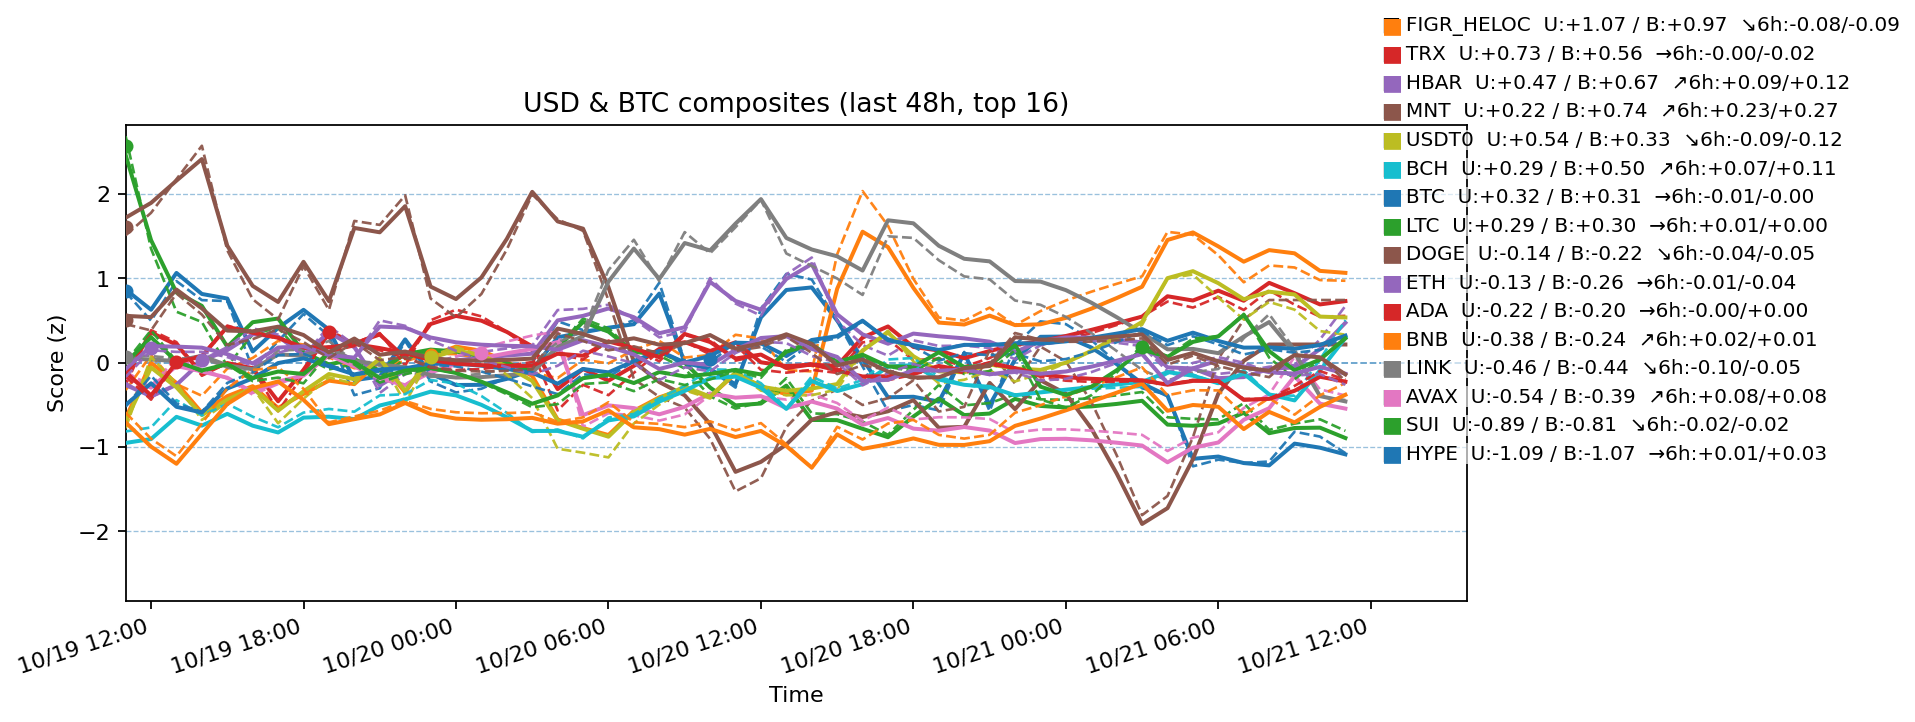 FIGR_HELOC  U:+1.07 / B:+0.97  ↘6h:-0.08/-0.09
TRX  U:+0.73 / B:+0.56  →6h:-0.00/-0.02
HBAR  U:+0.47 / B:+0.67  ↗6h:+0.09/+0.12
MNT  U:+0.22 / B:+0.74  ↗6h:+0.23/+0.27
USDT0  U:+0.54 / B:+0.33  ↘6h:-0.09/-0.12
BCH  U:+0.29 / B:+0.50  ↗6h:+0.07/+0.11
BTC  U:+0.32 / B:+0.31  →6h:-0.01/-0.00
LTC  U:+0.29 / B:+0.30  →6h:+0.01/+0.00
DOGE  U:-0.14 / B:-0.22  ↘6h:-0.04/-0.05
ETH  U:-0.13 / B:-0.26  →6h:-0.01/-0.04
ADA  U:-0.22 / B:-0.20  →6h:-0.00/+0.00
BNB  U:-0.38 / B:-0.24  ↗6h:+0.02/+0.01
LINK  U:-0.46 / B:-0.44  ↘6h:-0.10/-0.05
AVAX  U:-0.54 / B:-0.39  ↗6h:+0.08/+0.08
SUI  U:-0.89 / B:-0.81  ↘6h:-0.02/-0.02
HYPE  U:-1.09 / B:-1.07  →6h:+0.01/+0.03
USD & BTC composites (last 48h, top 16)
Score (z)
2
1
0
−1
−2
10/19 12:00
10/19 18:00
10/20 00:00
10/20 06:00
10/20 12:00
10/20 18:00
10/21 00:00
10/21 06:00
10/21 12:00
Time